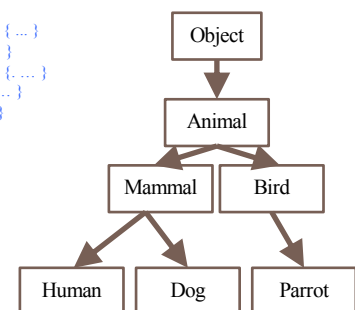 { ... }
}
{. ... }
.. }
}
Object
Animal
Mammal Bird
Human Dog Parrot